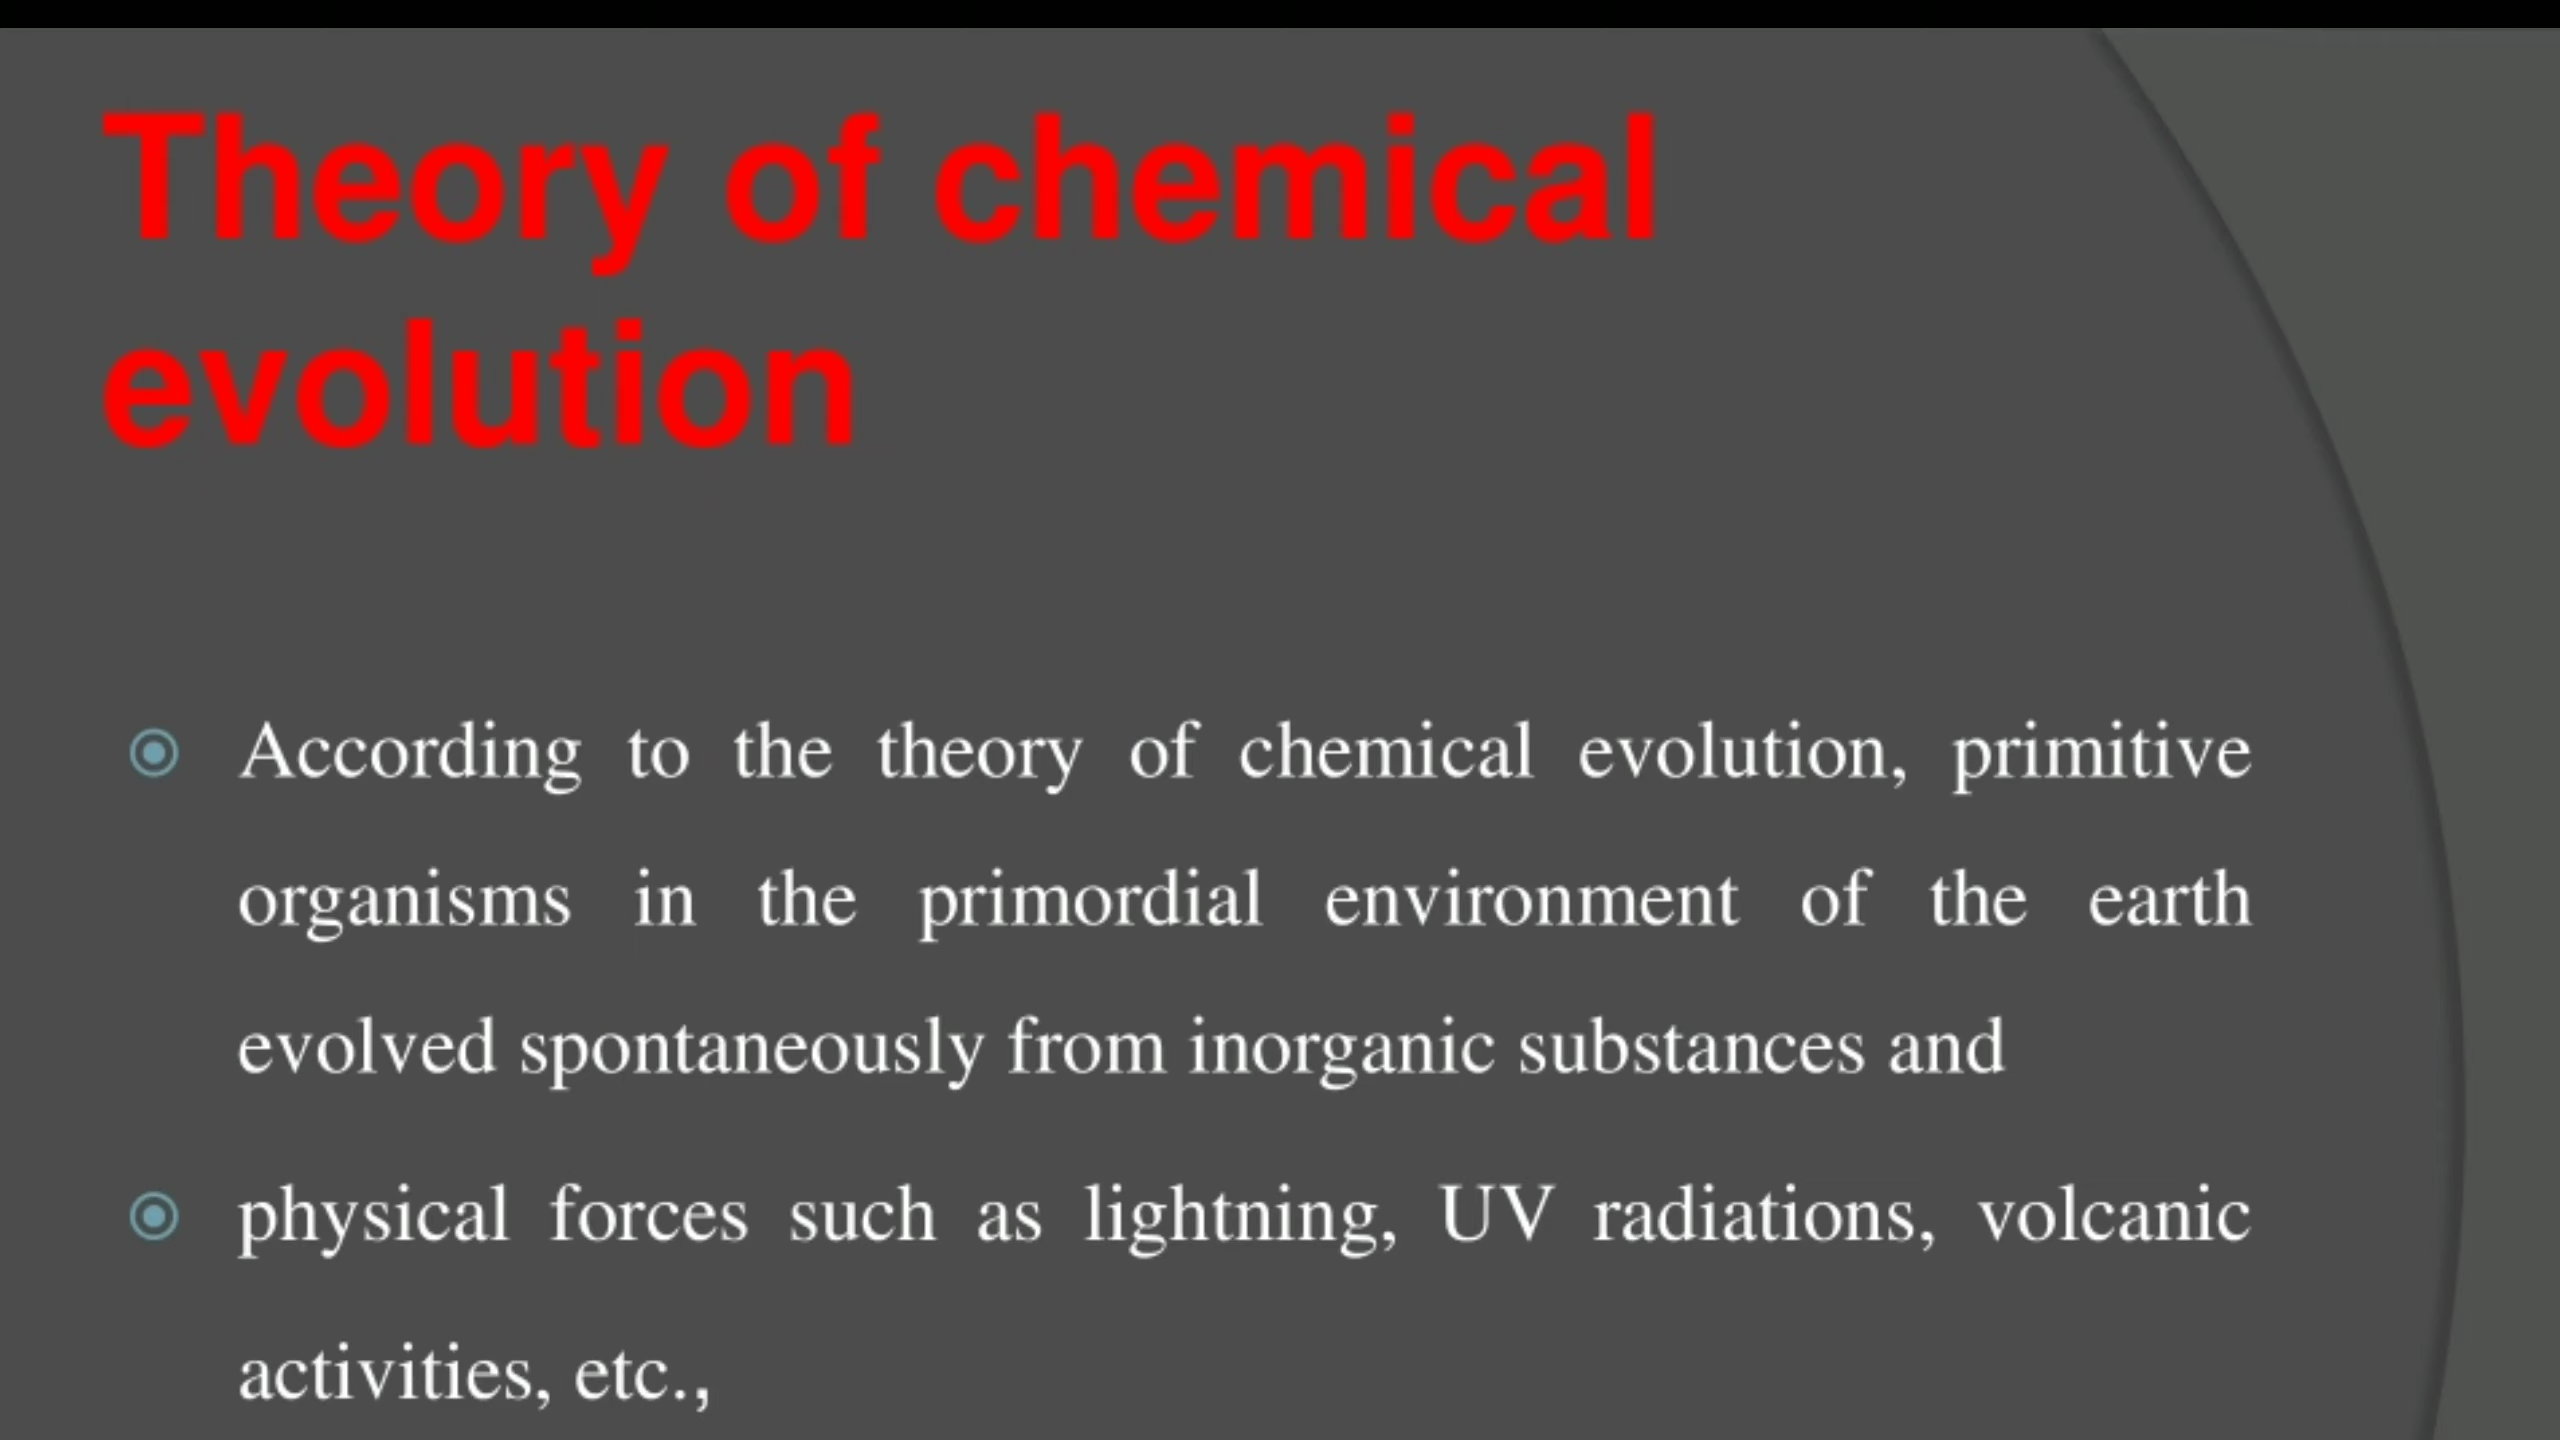 Theory of chemical
evolution
According to the theory of chemical evolution, primitive
organisms in the primordial environment of the earth
evolved spontaneously from inorganic substances and
physical forces such as lightning, UV radiations, volcanic
activities, etc.,